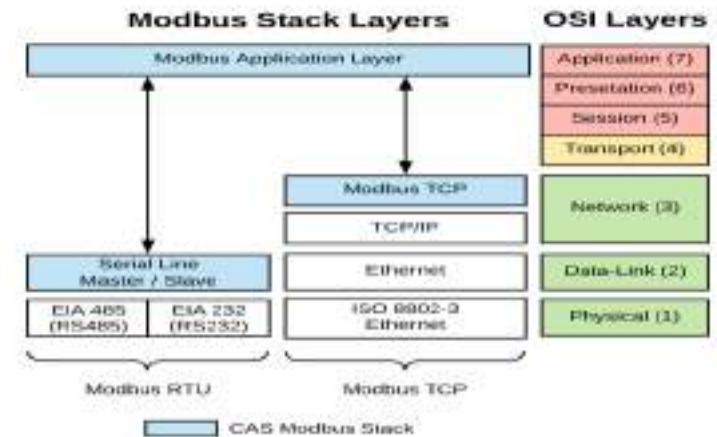 Modbus Stack Layers
OSI Layers
Modbus Application Layer
Application (7)
Presetation (6)
Session (5)
Transport (4)
Modbus TCP
Network (3)
TCP/IP
Serial Line
Master / Slave
Ethernet
Data-Link (2)
EIA 485
(RS485)
EIA 232
(RS232)
ISO 8802-3
Ethernet
Physical (1)
Modbus RTU
Modbus TCP
CAS Modbus Stack